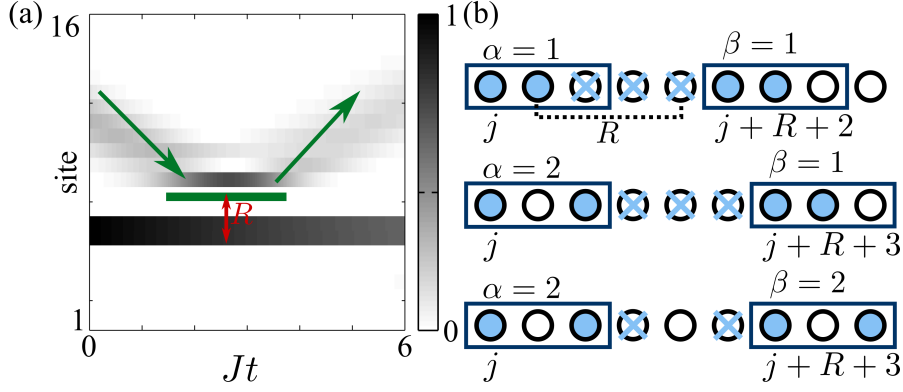 (a)
16
site
1
0
Jt
6
R
1
0
(b)
α = 1
β = 1
j
R
j + R + 2
α = 2
β = 1
j
j + R + 3
α = 2
β = 2
j
j + R + 3